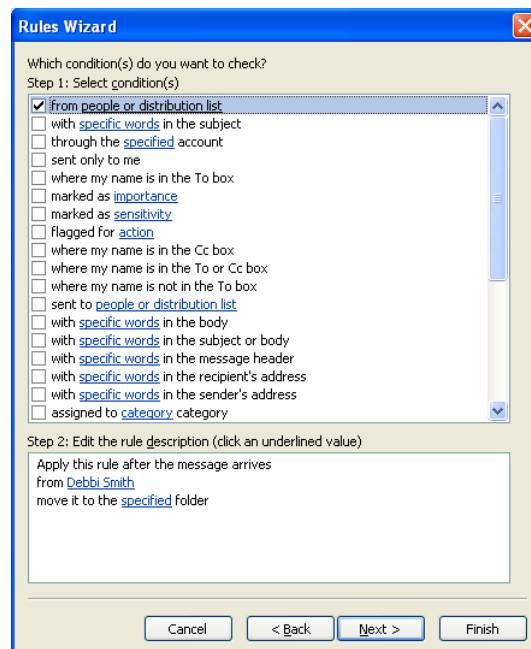 Rules Wizard
Which condition(s) do you want to check?
Step 1: Select condition(s)
from people or distribution list
with specific words in the subject
through the specified account
sent only to me
where my name is in the To box
marked as importance
marked as sensitivity
flagged for action
where my name is in the Cc box
where my name is in the To or Cc box
where my name is not in the To box
sent to people or distribution list
with specific words in the body
with specific words in the subject or body
with specific words in the message header
with specific words in the recipient's address
with specific words in the sender's address
assigned to category category
Step 2: Edit the rule description (click an underlined value)
Apply this rule after the message arrives
from Debbi Smith
move it to the specified folder
Cancel < Back Next > Finish